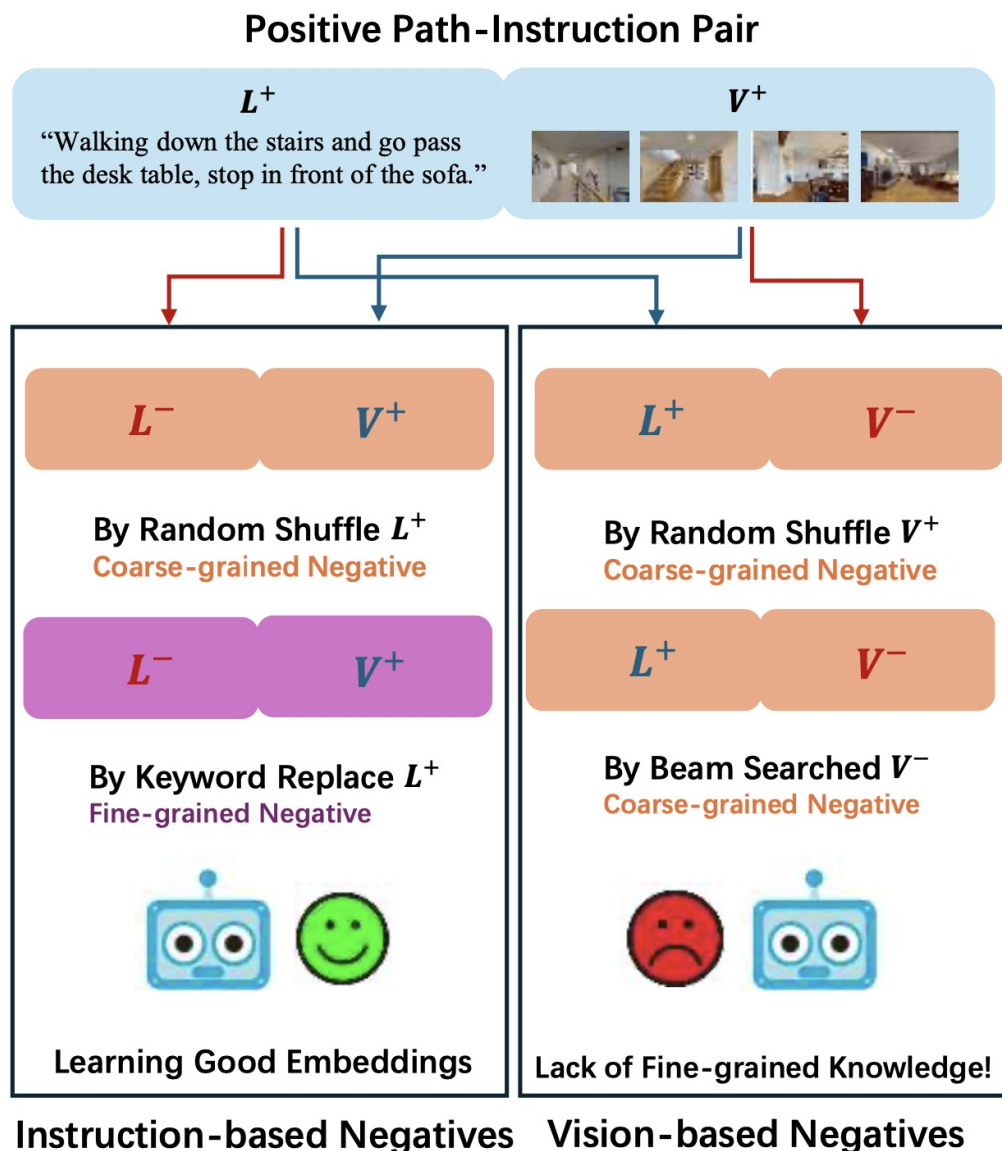 Positive Path-Instruction Pair
L⁺
V⁺
“Walking down the stairs and go pass
the desk table, stop in front of the sofa.”
L⁻ V⁺
By Random Shuffle L⁺
Coarse-grained Negative
L⁻ V⁺
By Keyword Replace L⁺
Fine-grained Negative
Learning Good Embeddings
Instruction-based Negatives
L⁺ V⁻
By Random Shuffle V⁺
Coarse-grained Negative
L⁺ V⁻
By Beam Searched V⁻
Coarse-grained Negative
Lack of Fine-grained Knowledge!
Vision-based Negatives